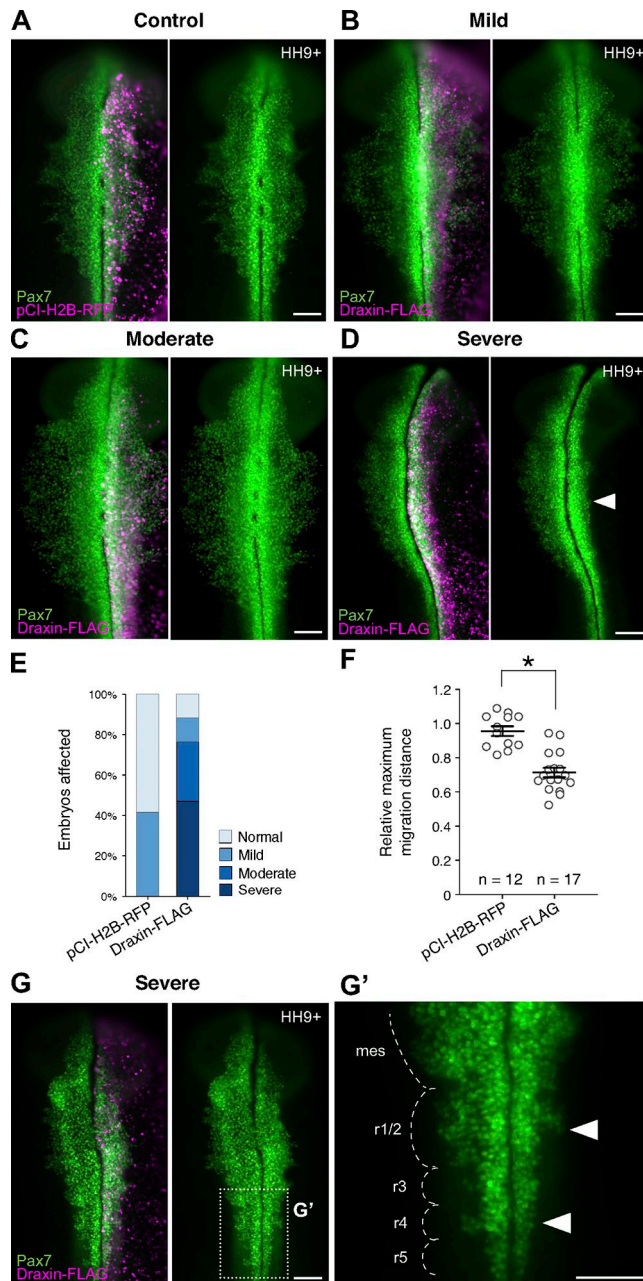 A
Control
HH9+
Pax7
pCI-H2B-RFP
B
Mild
HH9+
Pax7
Draxin-FLAG
C
Moderate
HH9+
Pax7
Draxin-FLAG
D
Severe
HH9+
Pax7
Draxin-FLAG
E
Embryos affected
100%
80%
60%
40%
20%
0%
pCI-H2B-RFP
Draxin-FLAG
Normal
Mild
Moderate
Severe
F
*
Relative maximum
migration distance
1.2
1.0
0.8
0.6
0.4
0.2
0
n = 12
n = 17
pCI-H2B-RFP
Draxin-FLAG
G
Severe
HH9+
G’
Pax7
Draxin-FLAG
G’
mes
r1/2
r3
r4
r5